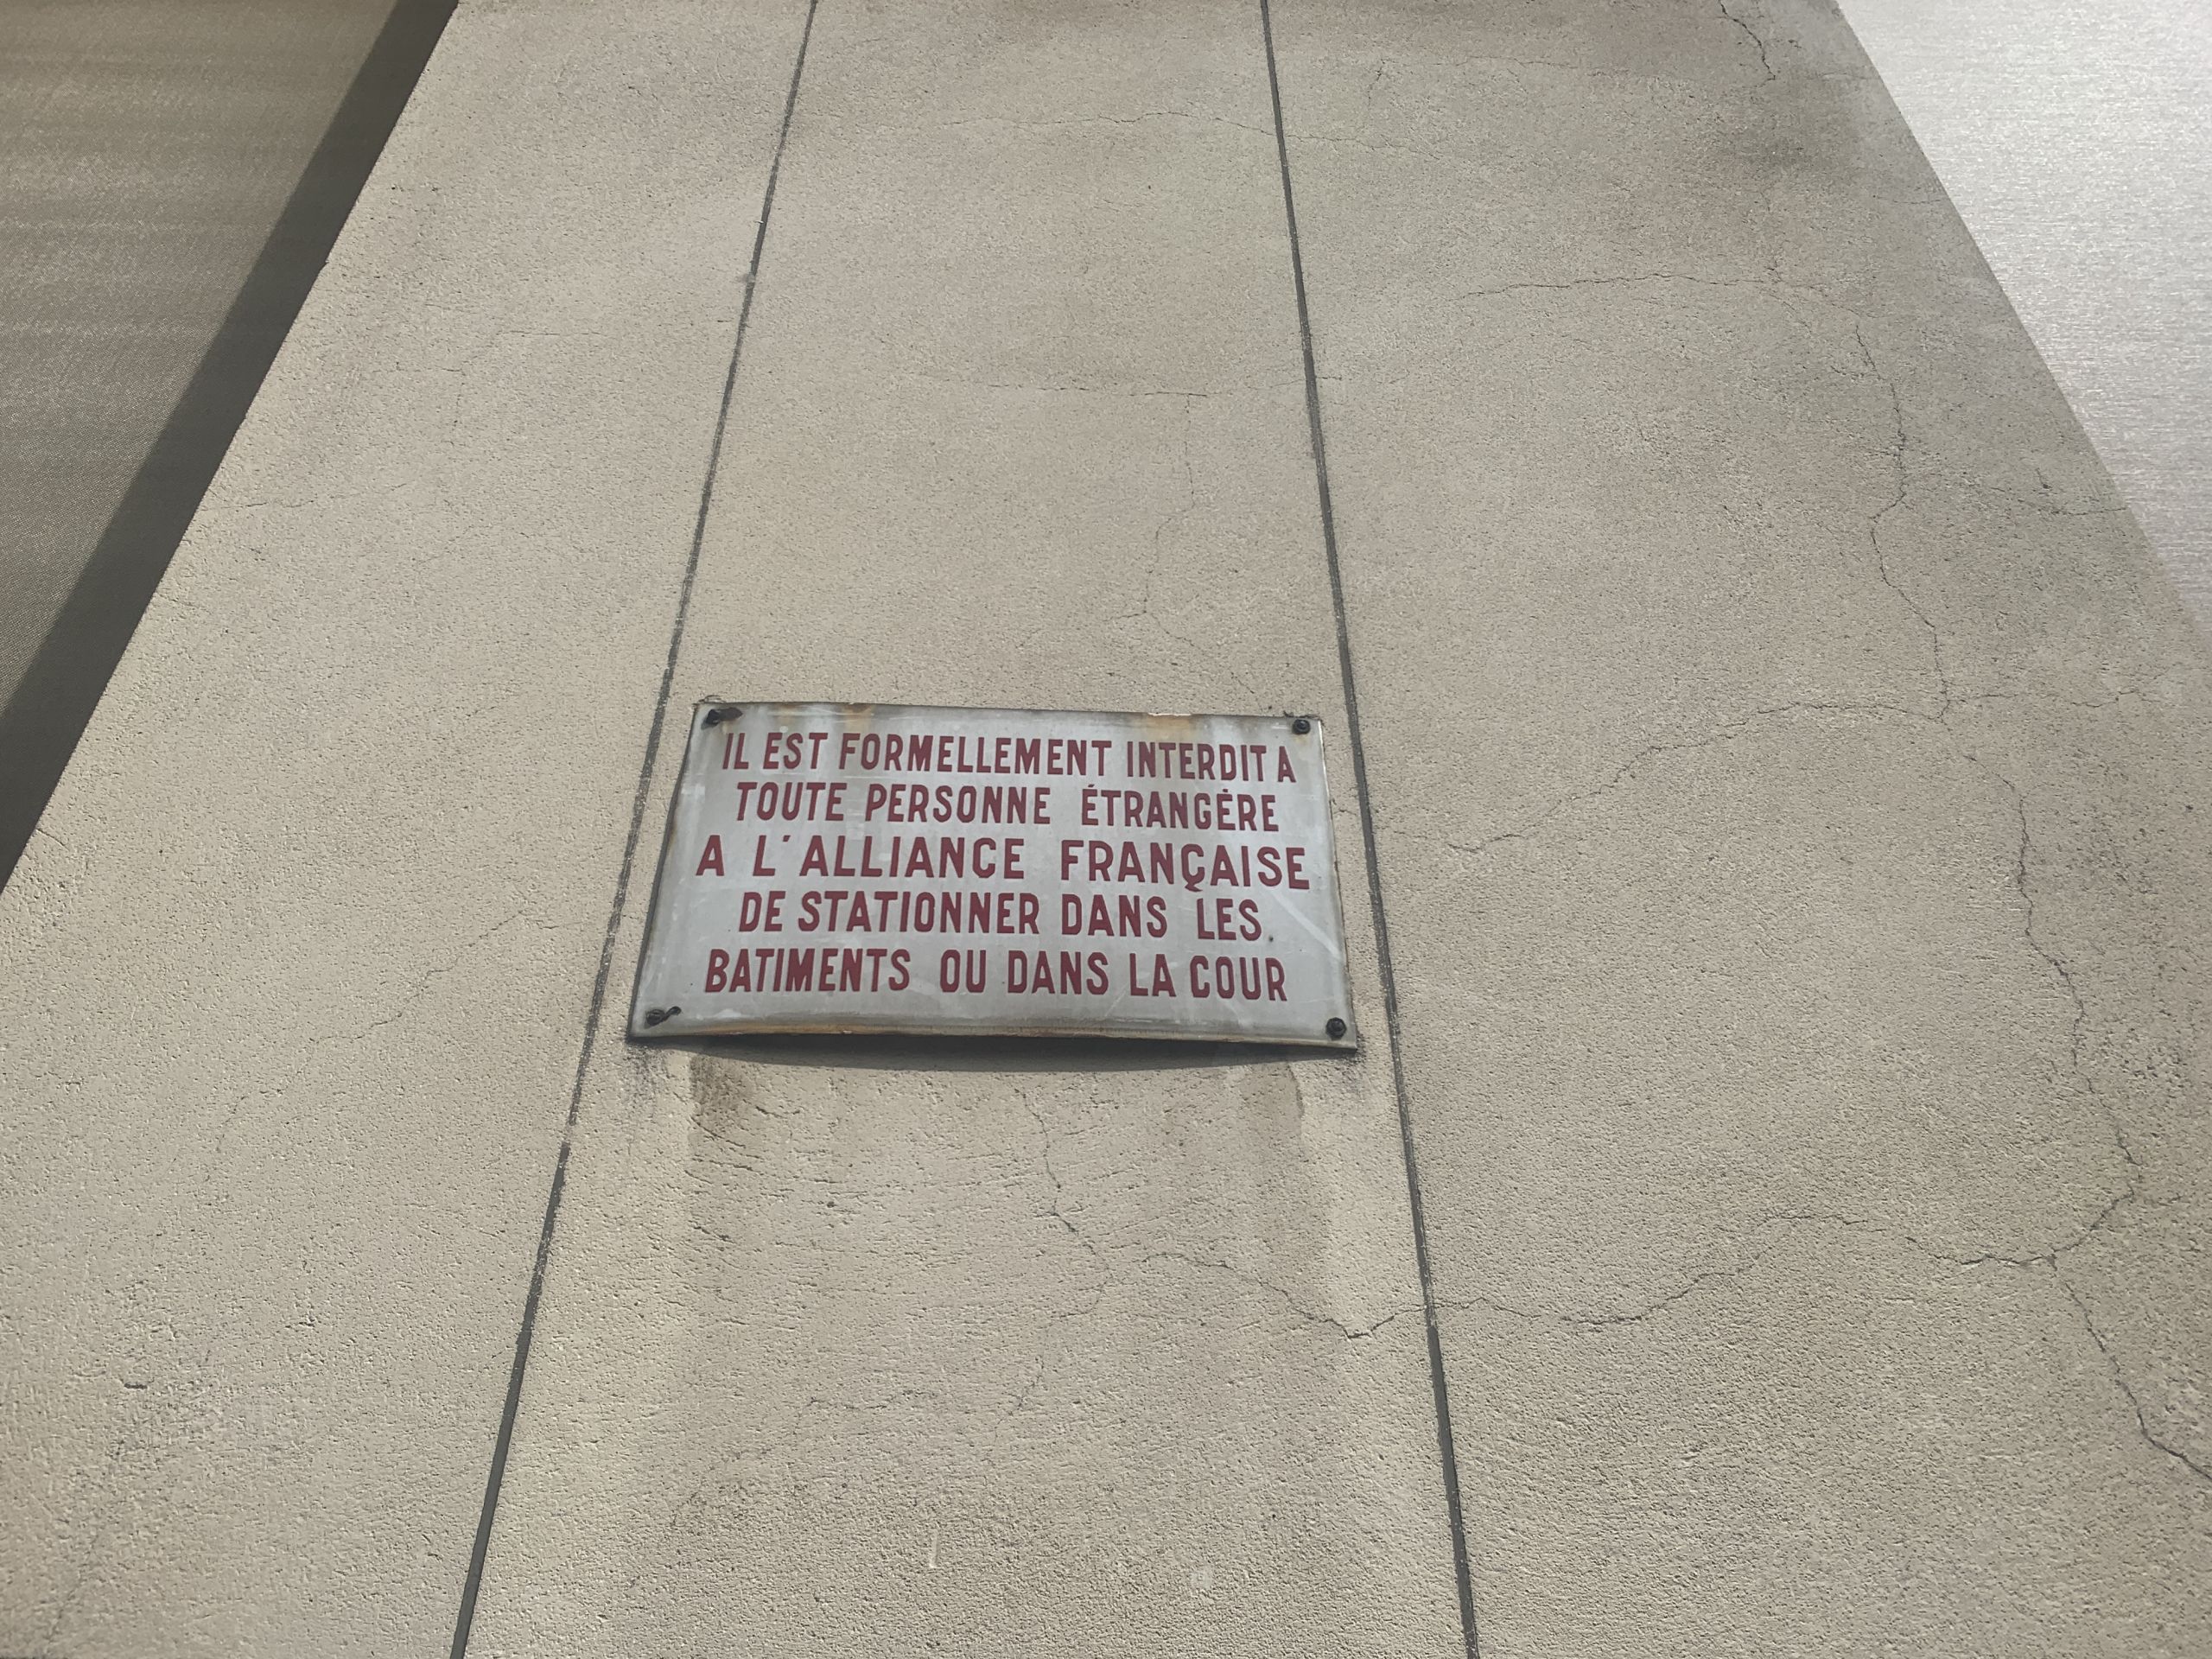 IL EST FORMELLEMENT INTERDIT A
TOUTE PERSONNE ÉTRANGÈRE
A L'ALLIANCE FRANÇAISE
DE STATIONNER DANS LES
BATIMENTS OU DANS LA COUR